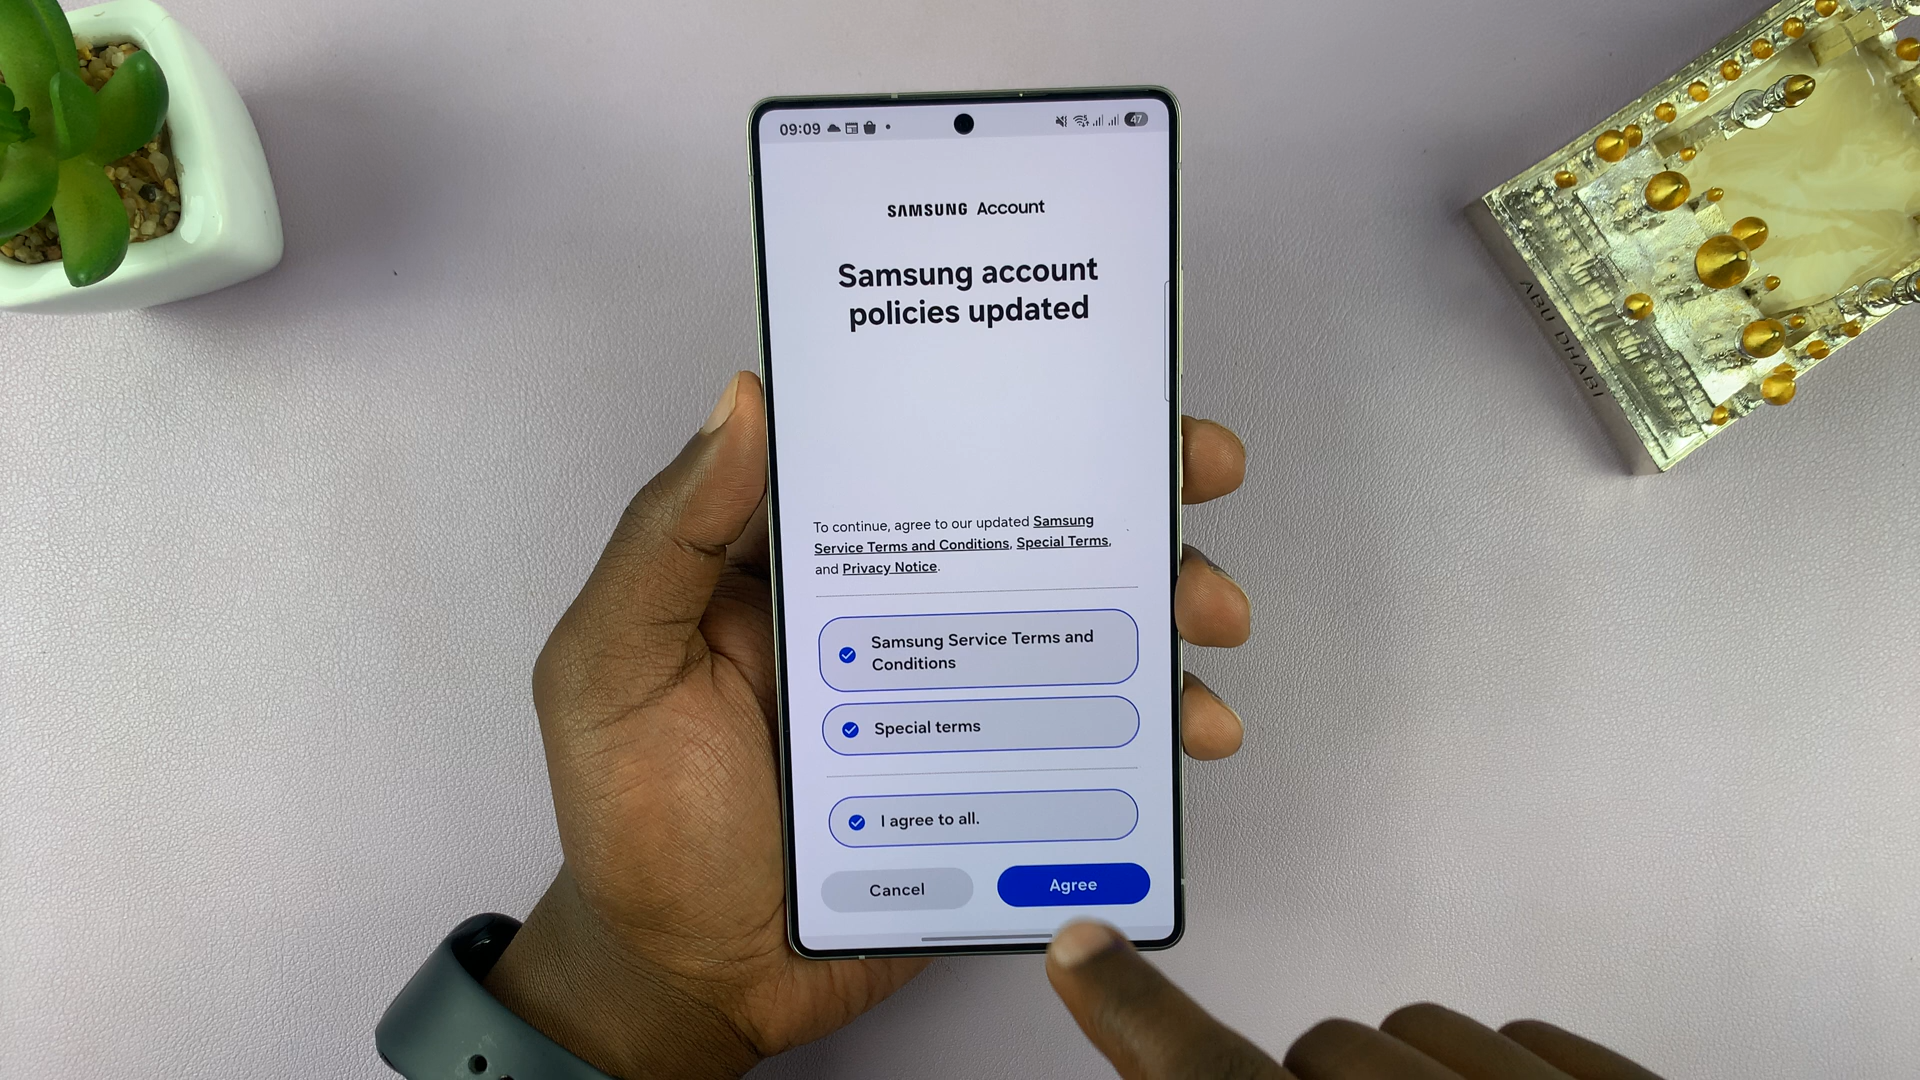 09:09
47
SAMSUNG Account
Samsung account
policies updated
To continue, agree to our updated Samsung
Service Terms and Conditions, Special Terms,
and Privacy Notice.
Samsung Service Terms and
Conditions
Special terms
I agree to all.
Cancel
Agree
ABU DHABI